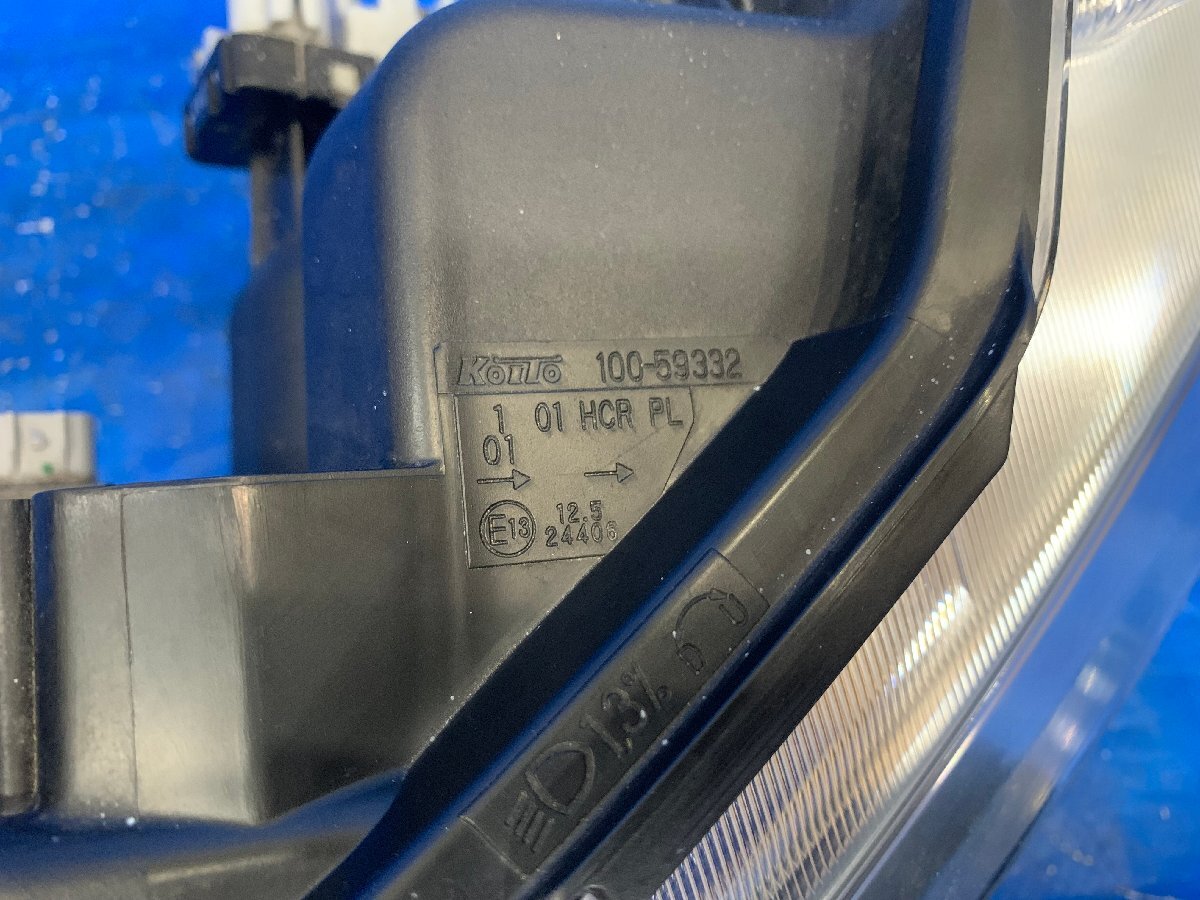 KOITO 100-59332
1 01 HCR PL
01
→ →
E13 12.5
24406
1,3%